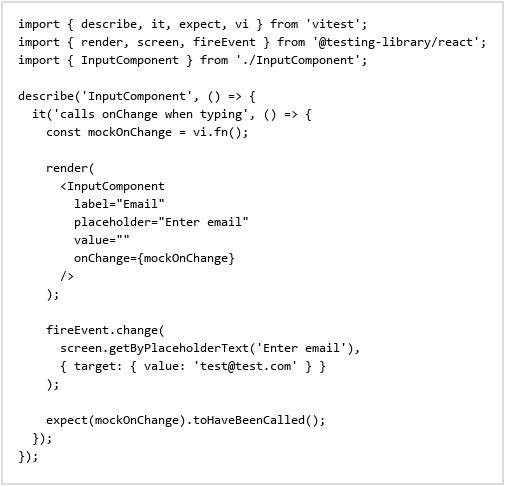 import { describe, it, expect, vi } from 'vitest';
import { render, screen, fireEvent } from '@testing-library/react';
import { InputComponent } from './InputComponent';

describe('InputComponent', () => {
  it('calls onChange when typing', () => {
    const mockOnChange = vi.fn();

    render(
      <InputComponent
        label="Email"
        placeholder="Enter email"
        value=""
        onChange={mockOnChange}
      />
    );

    fireEvent.change(
      screen.getByPlaceholderText('Enter email'),
      { target: { value: 'test@test.com' } }
    );

    expect(mockOnChange).toHaveBeenCalled();
  });
});